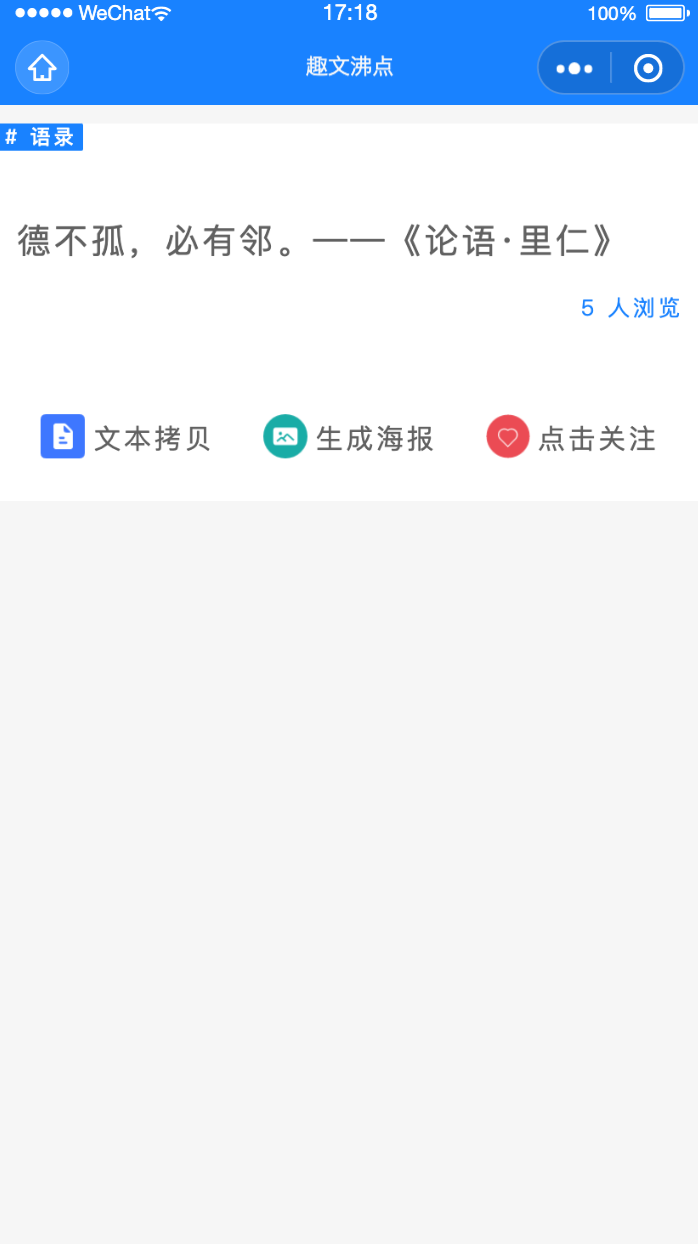 WeChat 17:18 100%
趣文沸点
# 语录
德不孤，必有邻。——《论语·里仁》
5 人浏览
文本拷贝 生成海报 点击关注